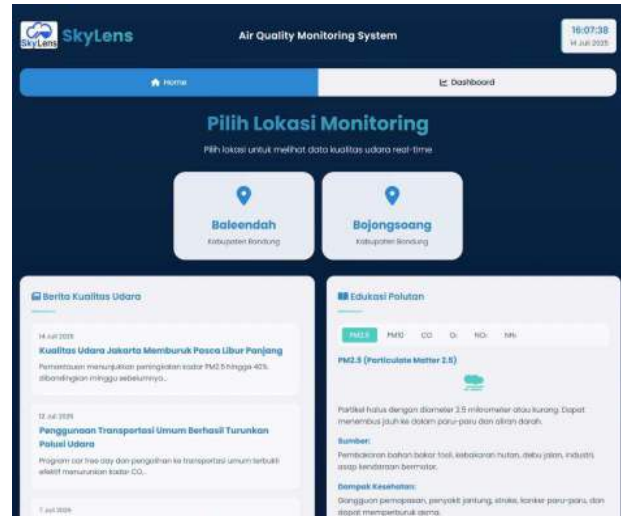 SkyLens
SkyLens
Air Quality Monitoring System
16:07:38
14 Juli 2025
Home
Dashboard
Pilih Lokasi Monitoring
Pilih lokasi untuk melihat data kualitas udara real-time
Baleendah
Kabupaten Bandung
Bojongsoang
Kabupaten Bandung
Berita Kualitas Udara
14 Juli 2025
Kualitas Udara Jakarta Memburuk Pasca Libur Panjang
Pemantauan menunjukkan peningkatan kadar PM2.5 hingga 40%
dibandingkan minggu sebelumnya...
12 Juli 2025
Penggunaan Transportasi Umum Berhasil Turunkan
Polusi Udara
Program car free day dan pengalihan ke transportasi umum terbukti
efektif menurunkan kadar CO...
Edukasi Polutan
PM2.5 PM10 CO O₃ NO₂ NH₃
PM2.5 (Particulate Matter 2.5)
Partikel halus dengan diameter 2.5 mikrometer atau kurang. Dapat
menembus jauh ke dalam paru-paru dan aliran darah.
Sumber:
Pembakaran bahan bakar fosil, kebakaran hutan, debu jalan, industri,
asap kendaraan bermotor.
Dampak Kesehatan:
Gangguan pernapasan, penyakit jantung, stroke, kanker paru-paru, dan
dapat memperburuk asma.